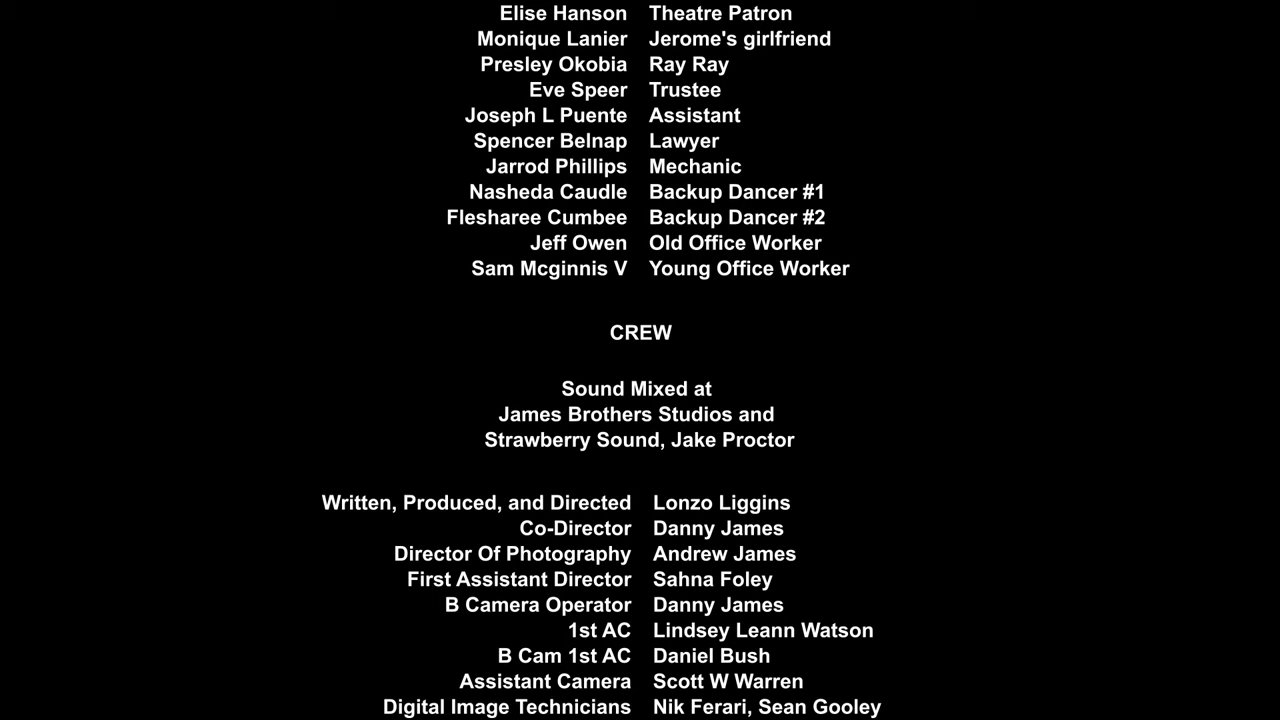 Elise Hanson Theatre Patron
Monique Lanier Jerome's girlfriend
Presley Okobia Ray Ray
Eve Speer Trustee
Joseph L Puente Assistant
Spencer Belnap Lawyer
Jarrod Phillips Mechanic
Nasheda Caudle Backup Dancer #1
Flesharee Cumbee Backup Dancer #2
Jeff Owen Old Office Worker
Sam Mcginnis V Young Office Worker
CREW
Sound Mixed at
James Brothers Studios and
Strawberry Sound, Jake Proctor
Written, Produced, and Directed Lonzo Liggins
Co-Director Danny James
Director Of Photography Andrew James
First Assistant Director Sahna Foley
B Camera Operator Danny James
1st AC Lindsey Leann Watson
B Cam 1st AC Daniel Bush
Assistant Camera Scott W Warren
Digital Image Technicians Nik Ferari, Sean Gooley